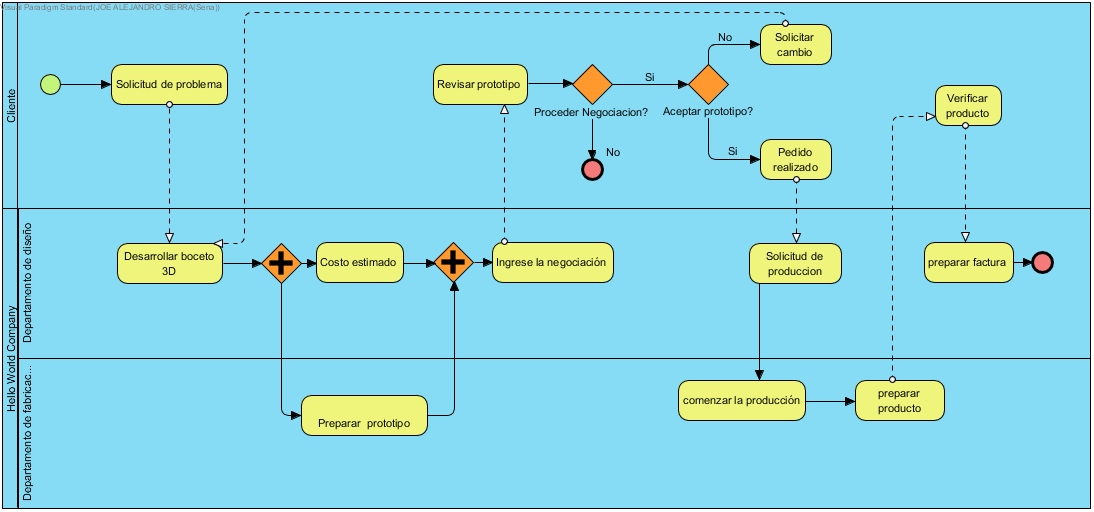 Visual Paradigm Standard(JOE ALEJANDRO SIERRA(Sena))
Cliente
Solicitud de problema
Revisar prototipo
Proceder Negociacion?
No
Si
Aceptar prototipo?
No
Si
Solicitar
cambio
Pedido
realizado
Verificar
producto
Hello World Company
Departamento de diseño
Desarrollar boceto
3D
Costo estimado
Ingrese la negociación
Solicitud de
produccion
preparar factura
Departamento de fabricac...
Preparar prototipo
comenzar la producción
preparar
producto